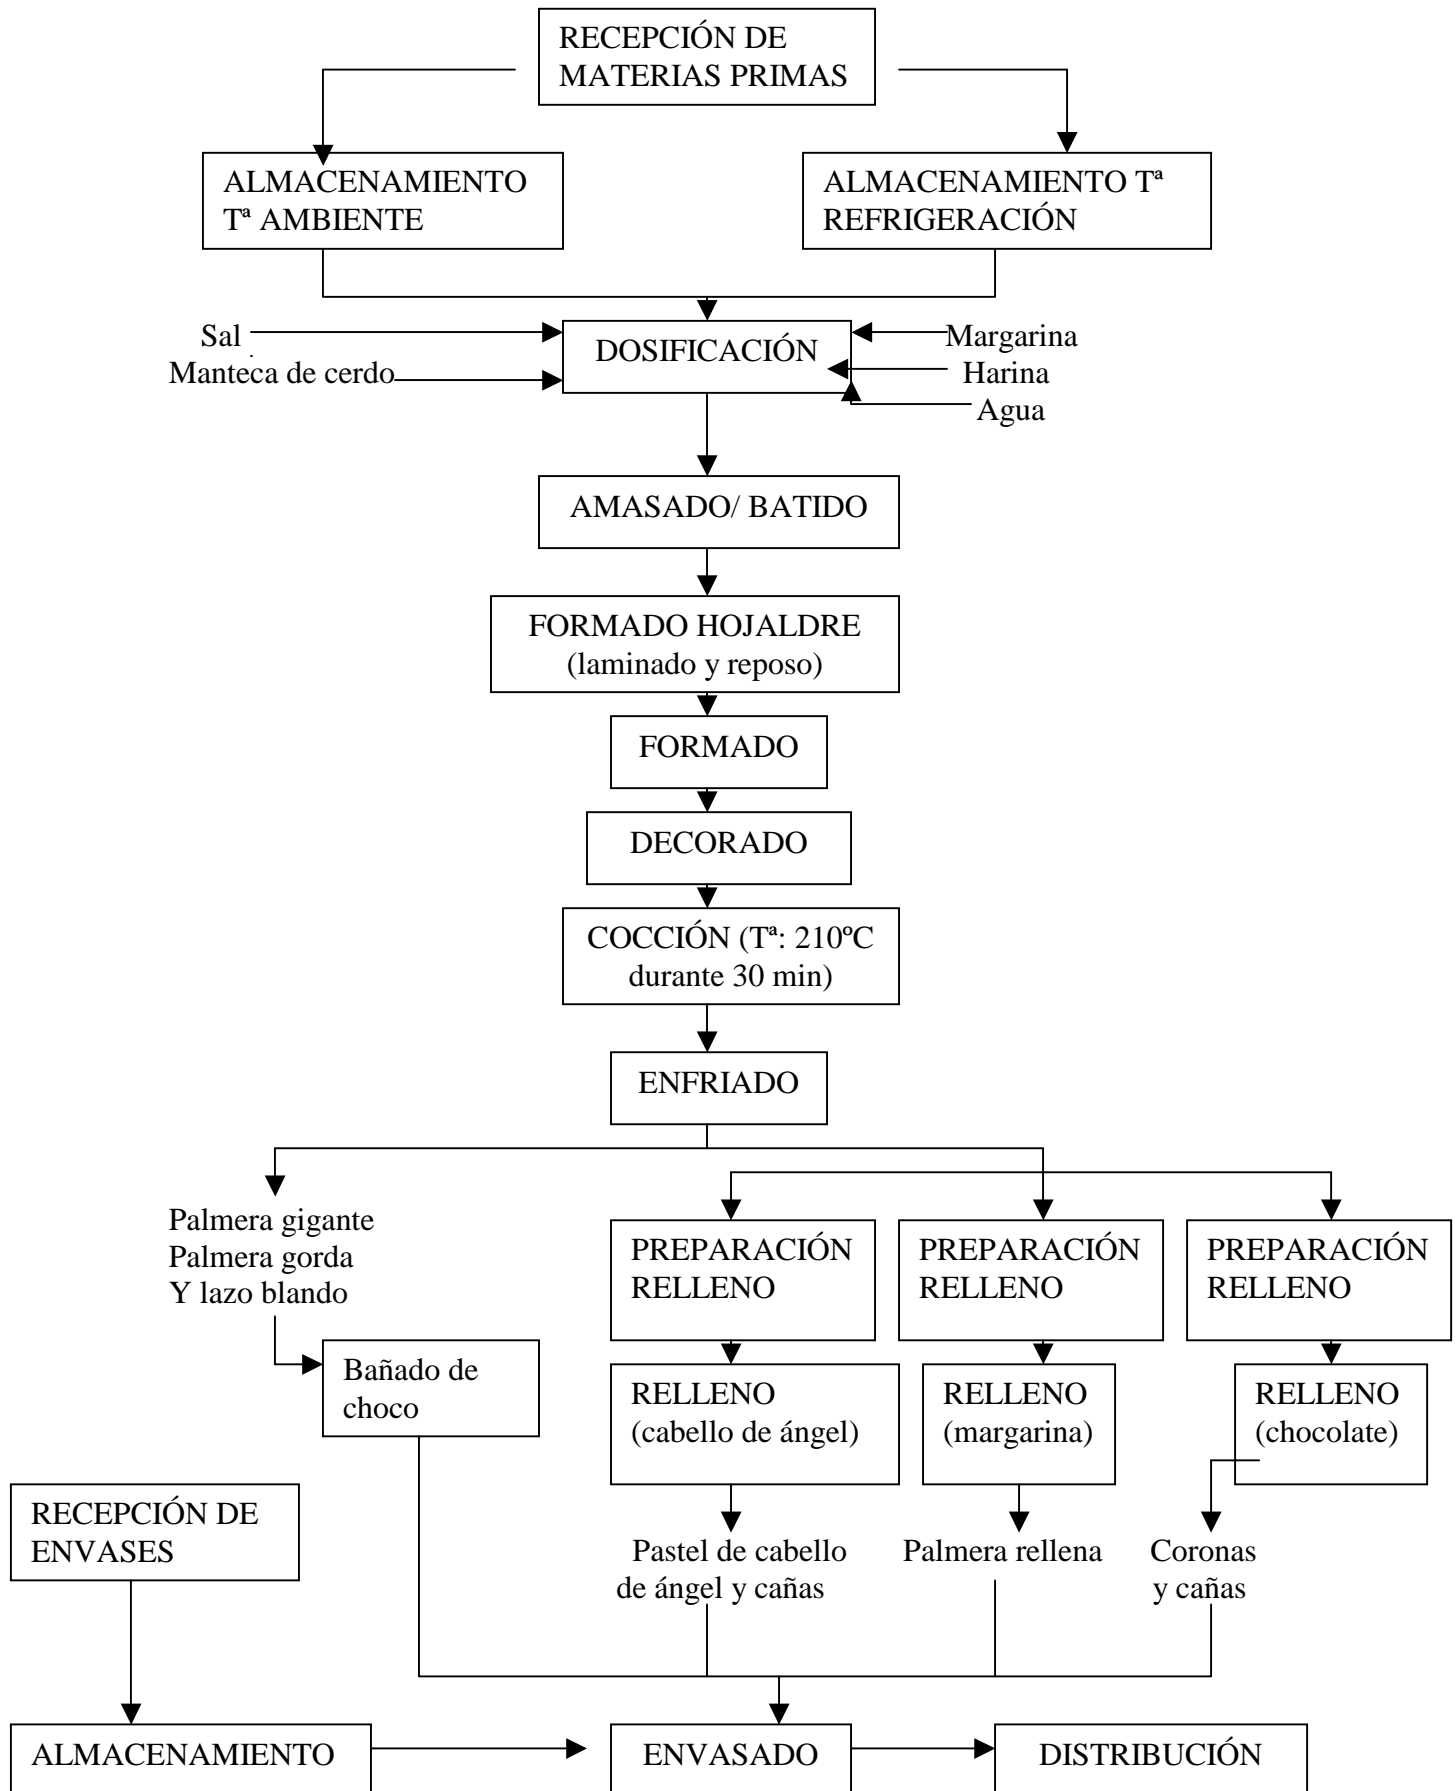 RECEPCIÓN DE
MATERIAS PRIMAS
ALMACENAMIENTO
Tª AMBIENTE
ALMACENAMIENTO Tª
REFRIGERACIÓN
Sal
Manteca de cerdo
DOSIFICACIÓN
Margarina
Harina
Agua
AMASADO/ BATIDO
FORMADO HOJALDRE
(laminado y reposo)
FORMADO
DECORADO
COCCIÓN (Tª: 210ºC
durante 30 min)
ENFRIADO
Palmera gigante
Palmera gorda
Y lazo blando
Bañado de
choco
PREPARACIÓN
RELLENO
PREPARACIÓN
RELLENO
PREPARACIÓN
RELLENO
RELLENO
(cabello de ángel)
RELLENO
(margarina)
RELLENO
(chocolate)
Pastel de cabello
de ángel y cañas
Palmera rellena
Coronas
y cañas
RECEPCIÓN DE
ENVASES
ALMACENAMIENTO
ENVASADO
DISTRIBUCIÓN